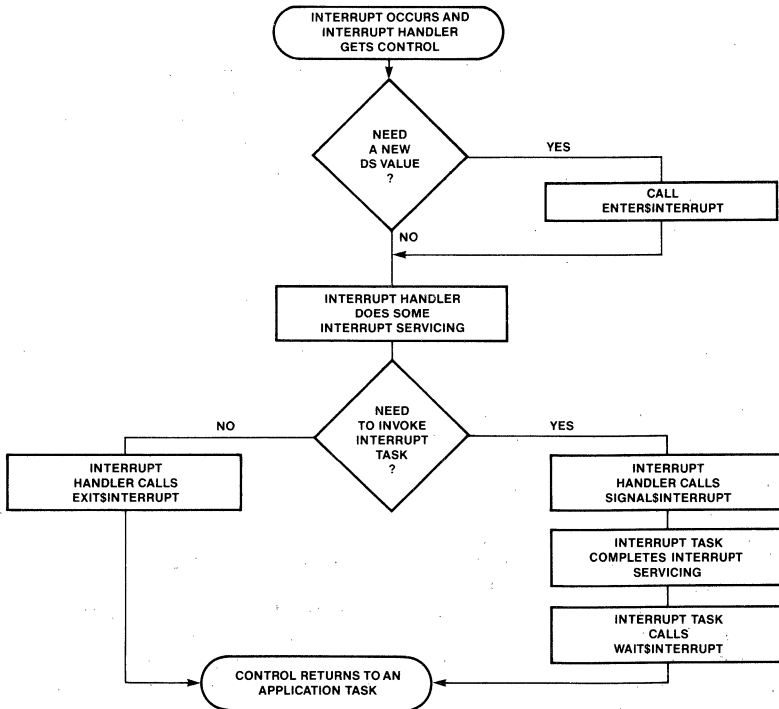 INTERRUPT OCCURS AND
INTERRUPT HANDLER
GETS CONTROL
NEED
A NEW
DS VALUE
?
YES
CALL
ENTER$INTERRUPT
NO
INTERRUPT HANDLER
DOES SOME
INTERRUPT SERVICING
NEED
TO INVOKE
INTERRUPT
TASK
?
NO
YES
INTERRUPT
HANDLER CALLS
EXIT$INTERRUPT
INTERRUPT
HANDLER CALLS
SIGNAL$INTERRUPT
INTERRUPT TASK
COMPLETES INTERRUPT
SERVICING
INTERRUPT TASK
CALLS
WAIT$INTERRUPT
CONTROL RETURNS TO AN
APPLICATION TASK